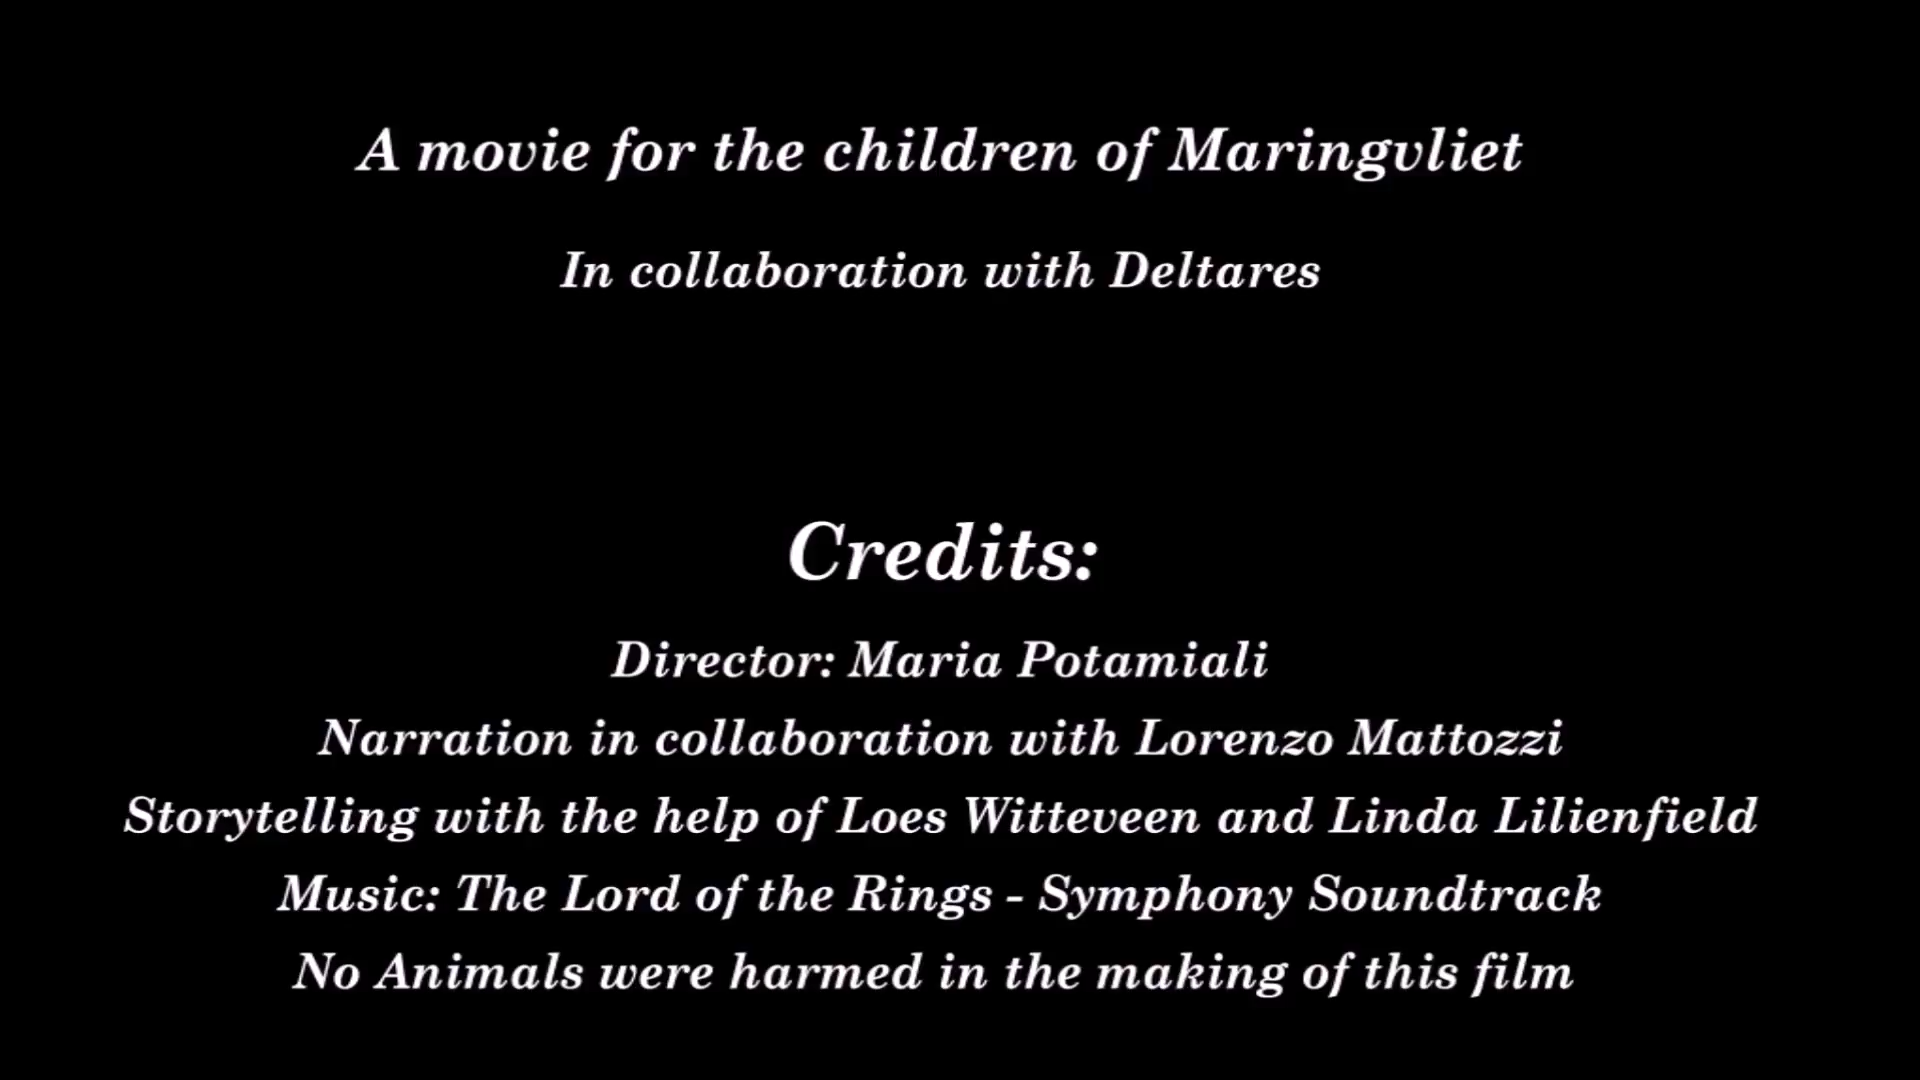 A movie for the children of Maringvliet
In collaboration with Deltares
Credits:
Director: Maria Potamiali
Narration in collaboration with Lorenzo Mattozzi
Storytelling with the help of Loes Witteveen and Linda Lilienfield
Music: The Lord of the Rings - Symphony Soundtrack
No Animals were harmed in the making of this film